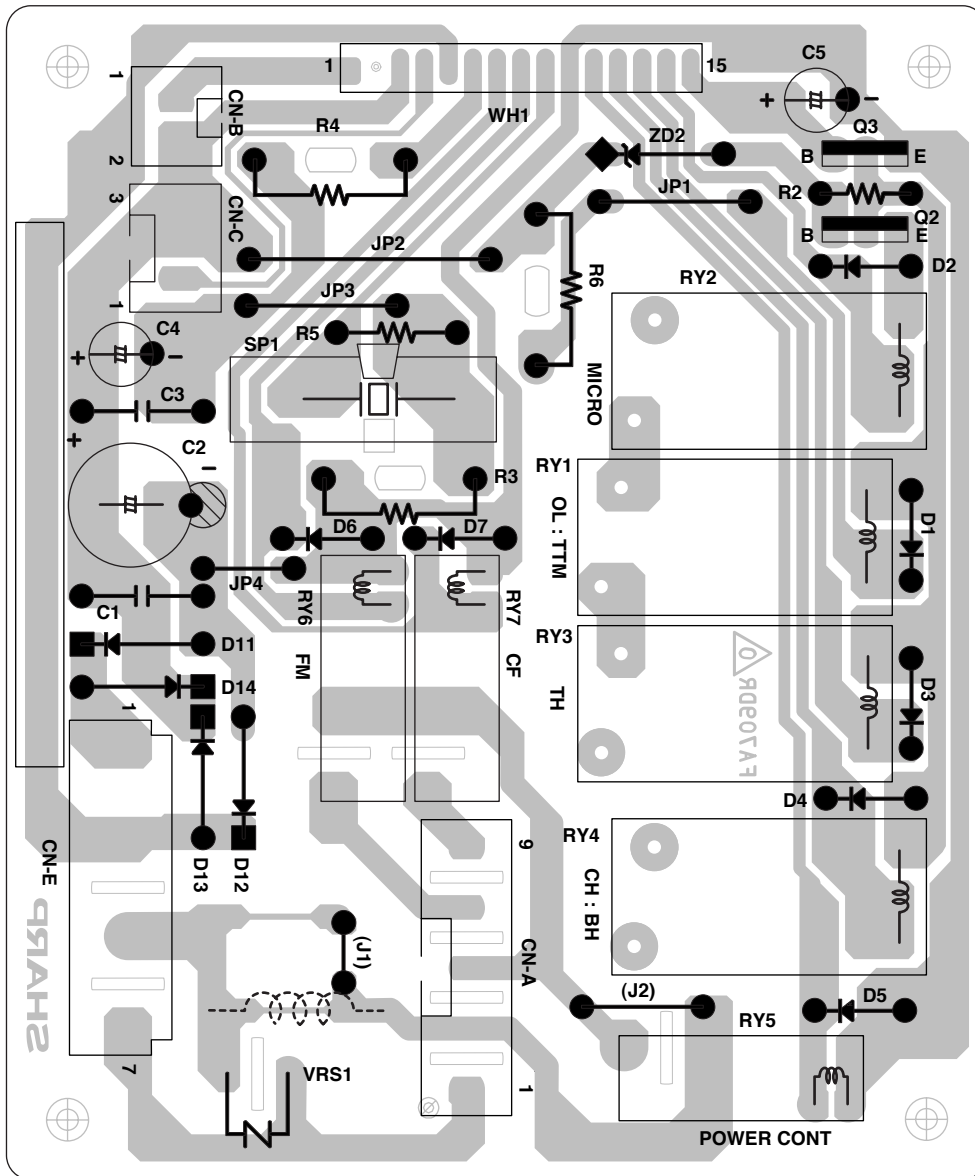 C5
1
15
+
-
1
CN-B
WH1
R4
Q3
ZD2
B
E
2
3
JP1
R2
CN-C
Q2
B
E
JP2
D2
R6
RY2
JP3
1
C4
R5
SP1
+
-
MICRO
C3
+
C2
-
RY1
R3
OL : TTM
D1
D6
D7
JP4
RY6
RY7
C1
RY3
D11
FM
CF
D3
D14
TH
FA907DR
1
D4
CN-E
RY4
9
D13
D12
CH : BH
SHARP
(J1)
CN-A
(J2)
D5
RY5
7
VRS1
1
POWER CONT